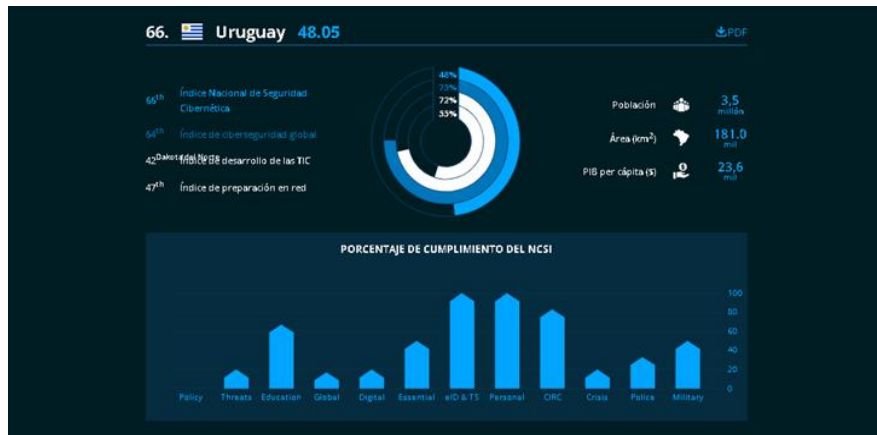 66. Uruguay 48.05
PDF
66th Índice Nacional de Seguridad
Cibernética
64th Índice de ciberseguridad global
42Dakota del Norte Índice de desarrollo de las TIC
47th Índice de preparación en red
48%
73%
72%
55%
Población 3,5
millón
Área (km²) 181.0
mil
PIB per cápita ($) 23,6
mil
PORCENTAJE DE CUMPLIMIENTO DEL NCSI
100
80
60
40
20
0
Policy Threats Education Global Digital Essential eID & TS Personal CIRC Crisis Police Military